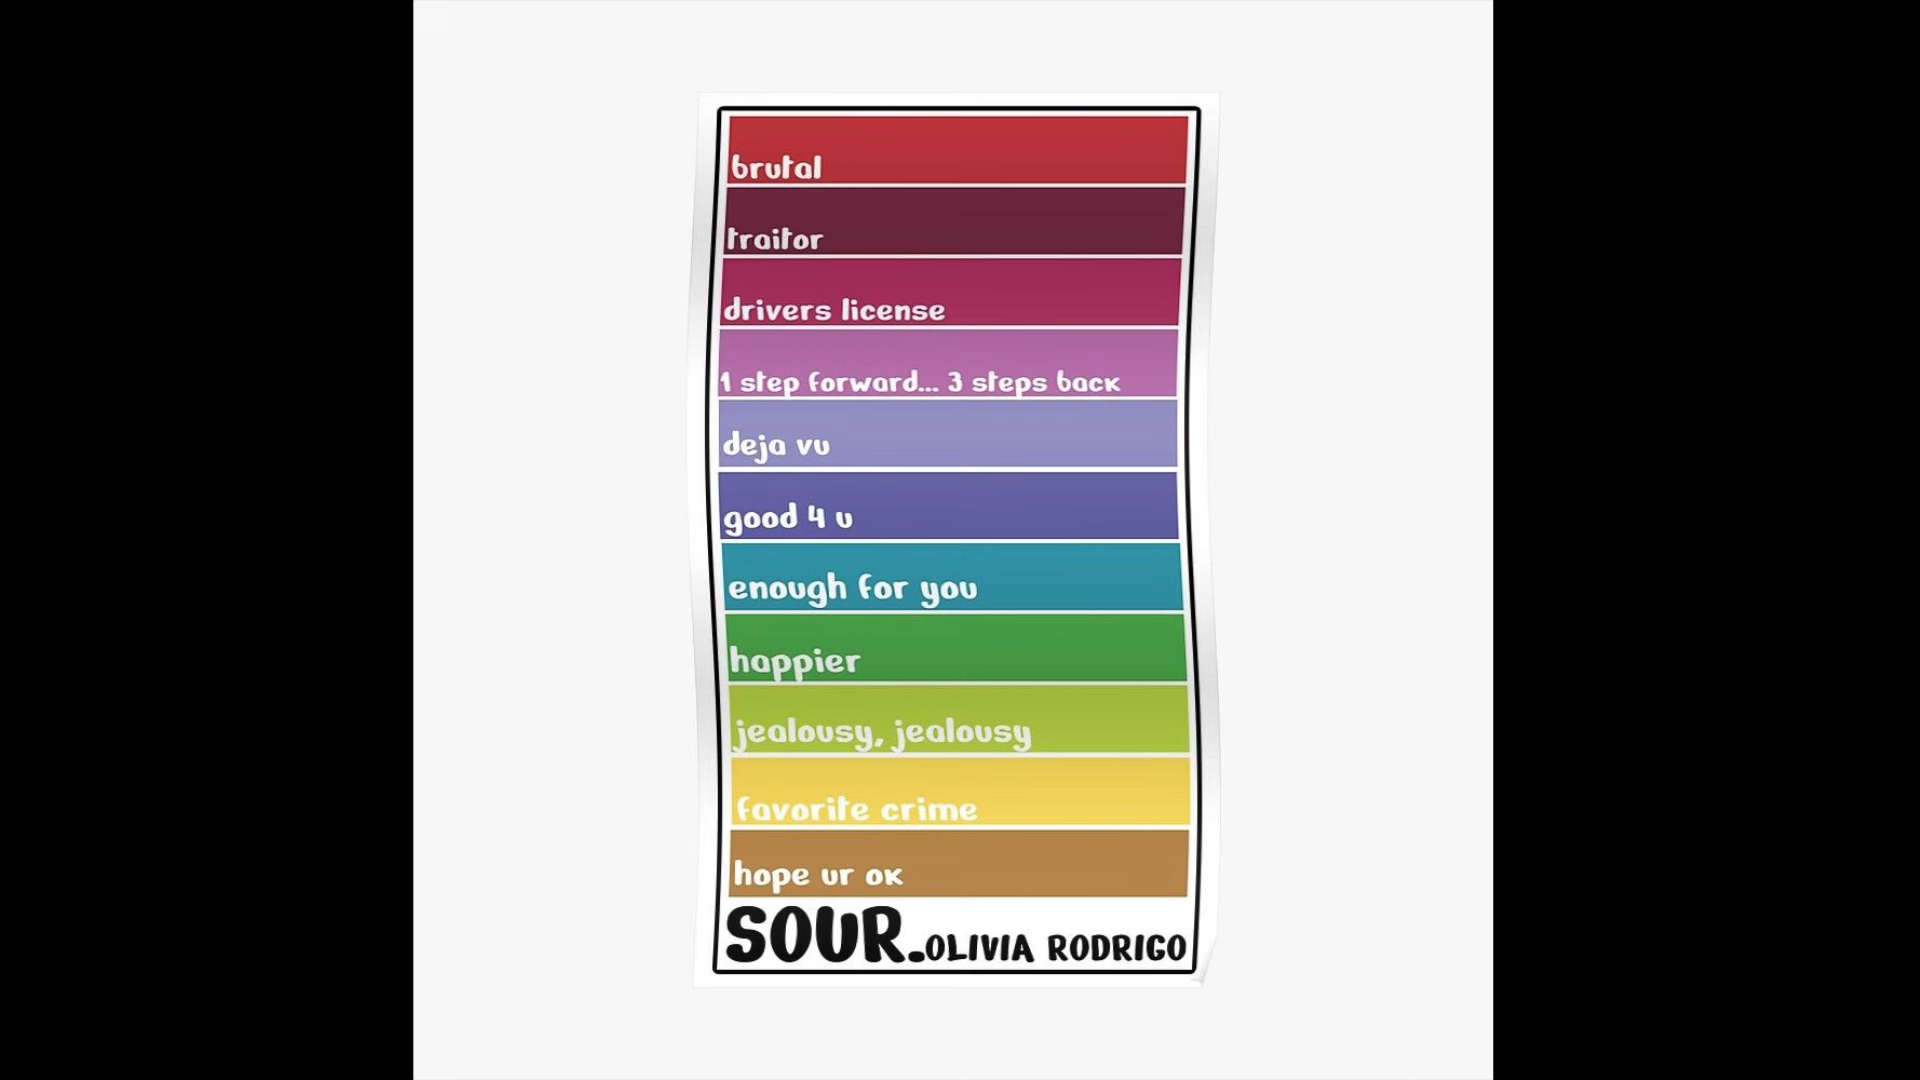 brutal
traitor
drivers license
1 step forward... 3 steps back
deja vu
good 4 u
enough for you
happier
jealousy, jealousy
favorite crime
hope ur ok
SOUR.OLIVIA RODRIGO